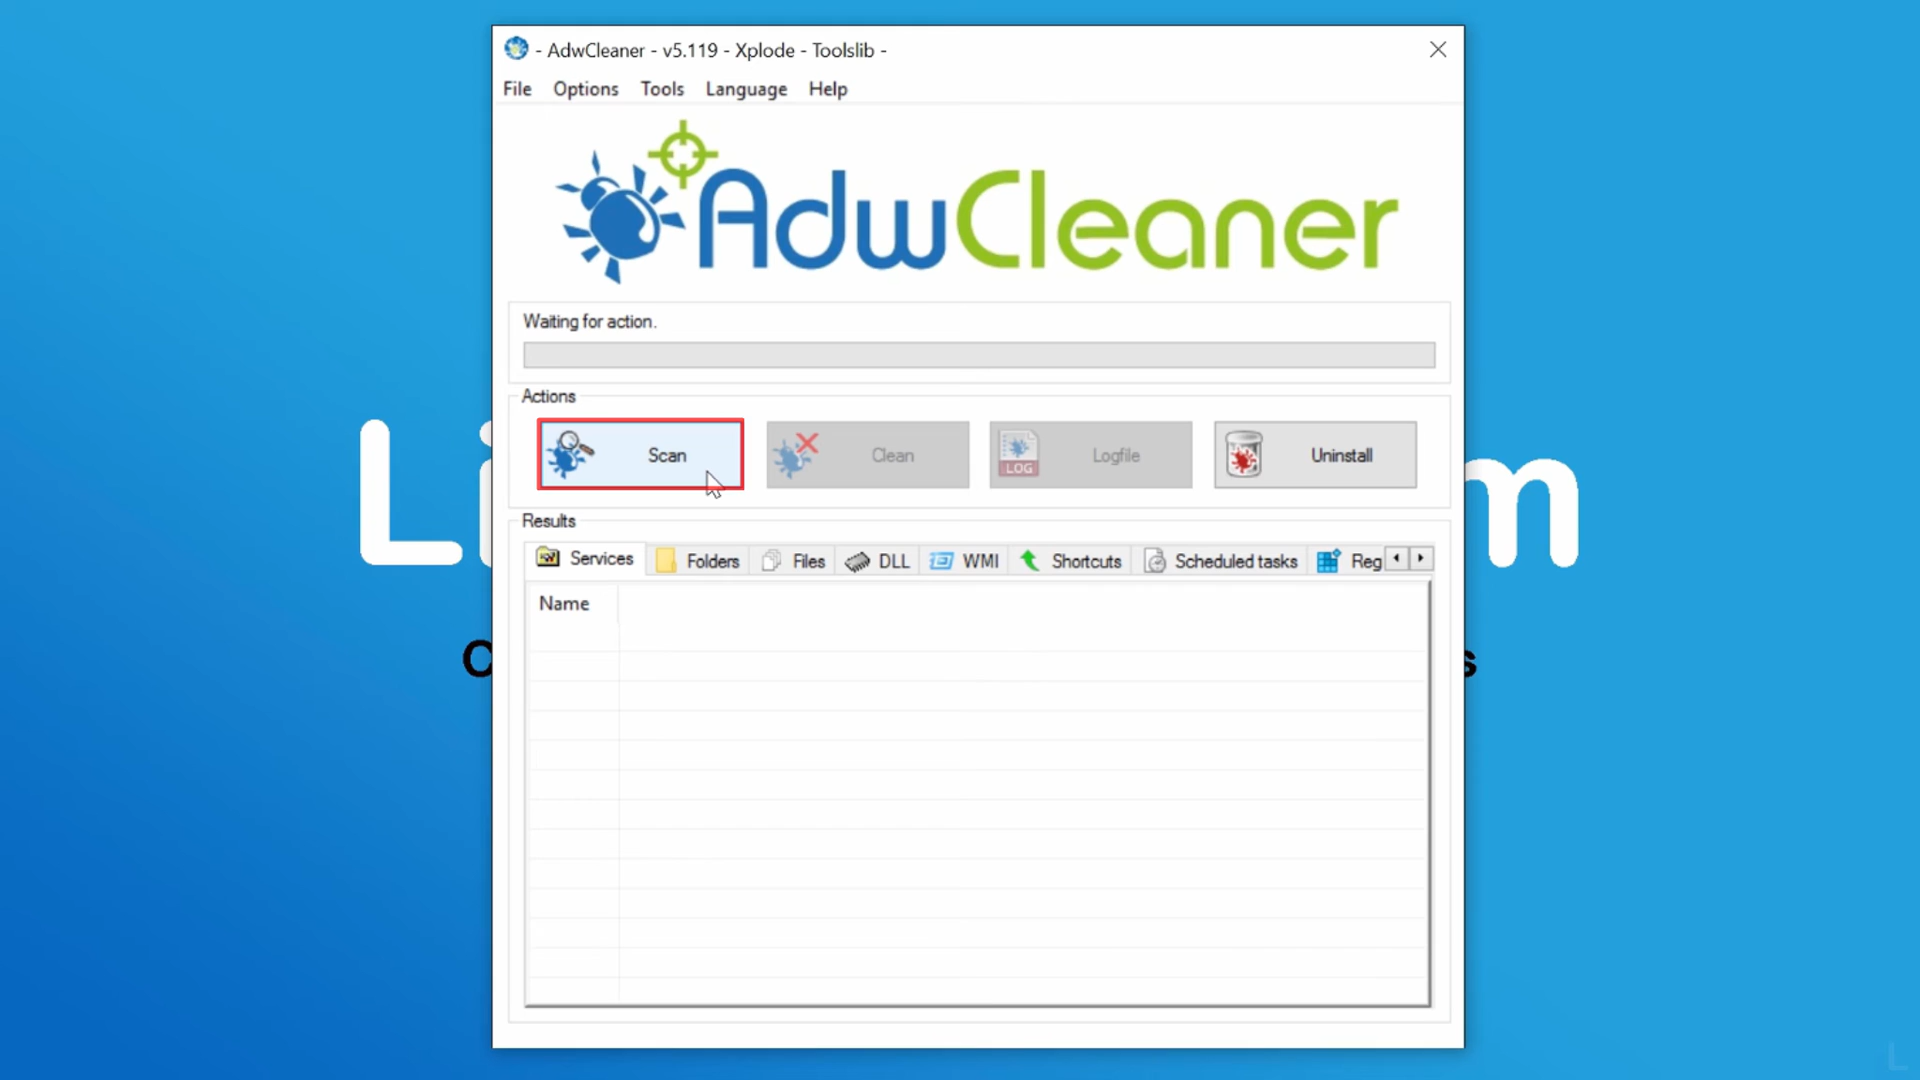 - AdwCleaner - v5.119 - Xplode - Toolslib -
File Options Tools Language Help
AdwCleaner
Waiting for action.
Actions
Scan Clean Logfile Uninstall
LOG
Results
Services Folders Files DLL WMI Shortcuts Scheduled tasks Reg
Name
Li m
C s
L